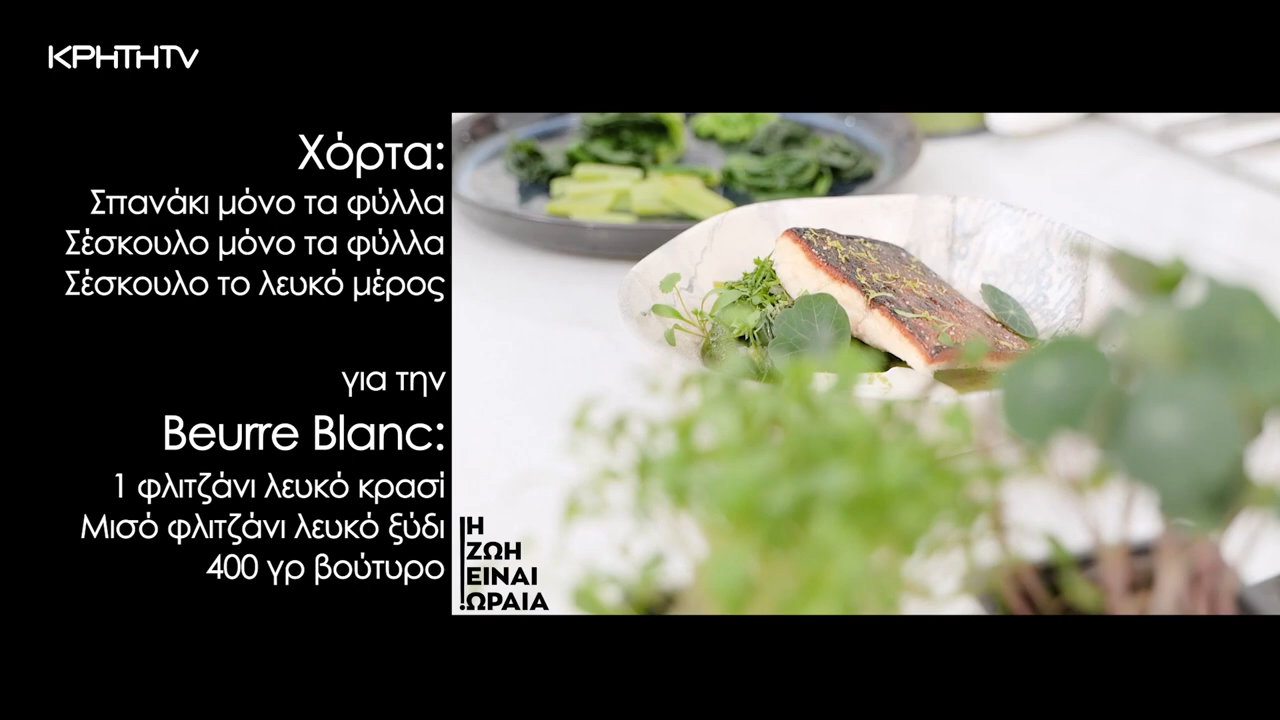 ΚΡΗΤΗTV
Χόρτα:
Σπανάκι μόνο τα φύλλα
Σέσκουλο μόνο τα φύλλα
Σέσκουλο το λευκό μέρος
για την
Beurre Blanc:
1 φλιτζάνι λευκό κρασί
Μισό φλιτζάνι λευκό ξύδι
400 γρ βούτυρο
Η
ΖΩΗ
ΕΙΝΑΙ
ΩΡΑΙΑ